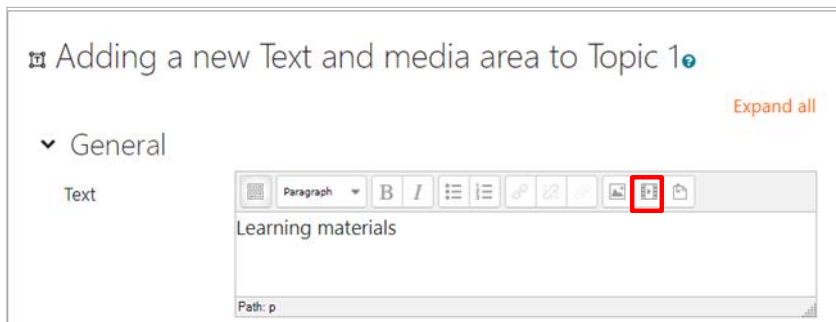 Adding a new Text and media area to Topic 1
Expand all
General
Text
Paragraph B I
Learning materials
Path: p